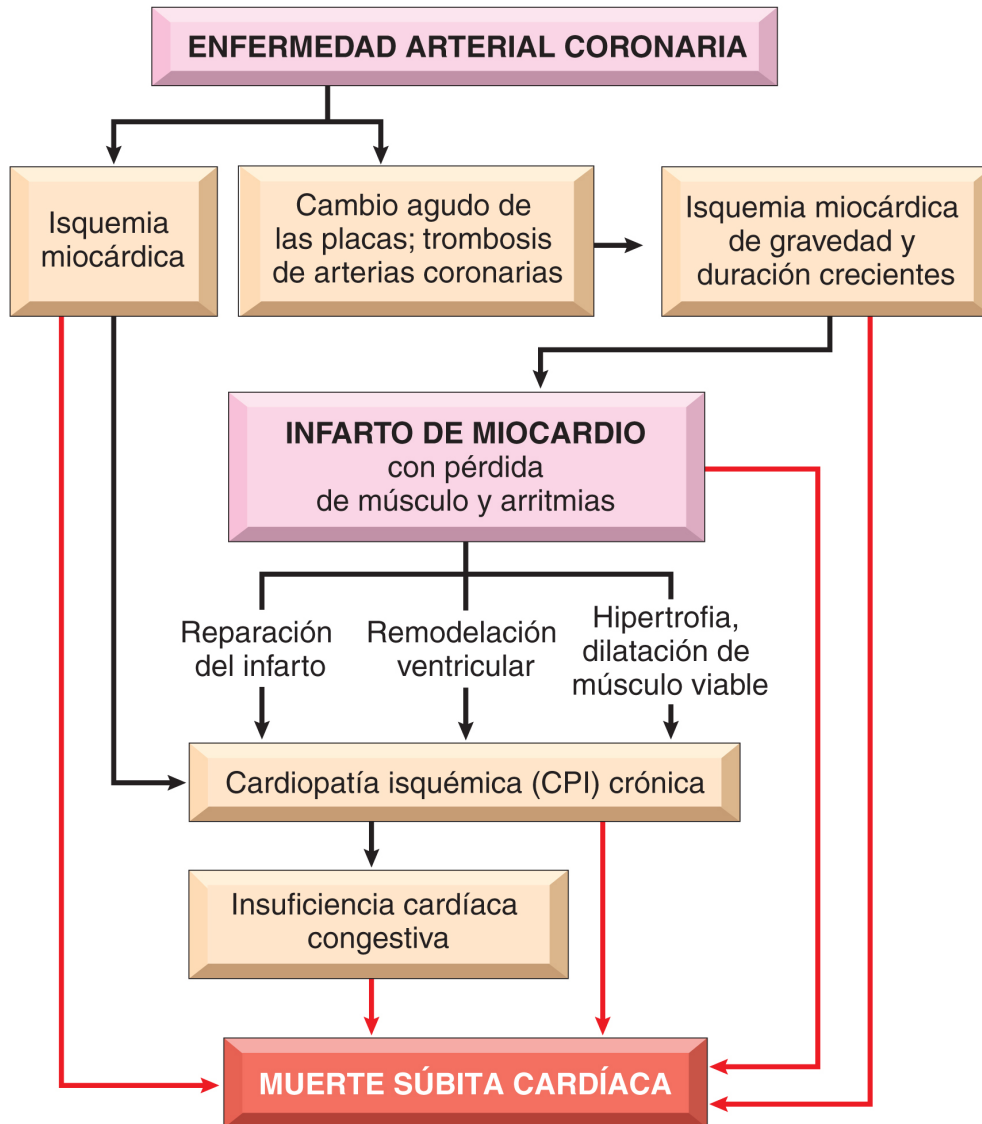 ENFERMEDAD ARTERIAL CORONARIA
Isquemia
miocárdica
Cambio agudo de
las placas; trombosis
de arterias coronarias
Isquemia miocárdica
de gravedad y
duración crecientes
INFARTO DE MIOCARDIO
con pérdida
de músculo y arritmias
Reparación
del infarto
Remodelación
ventricular
Hipertrofia,
dilatación de
músculo viable
Cardiopatía isquémica (CPI) crónica
Insuficiencia cardíaca
congestiva
MUERTE SÚBITA CARDÍACA